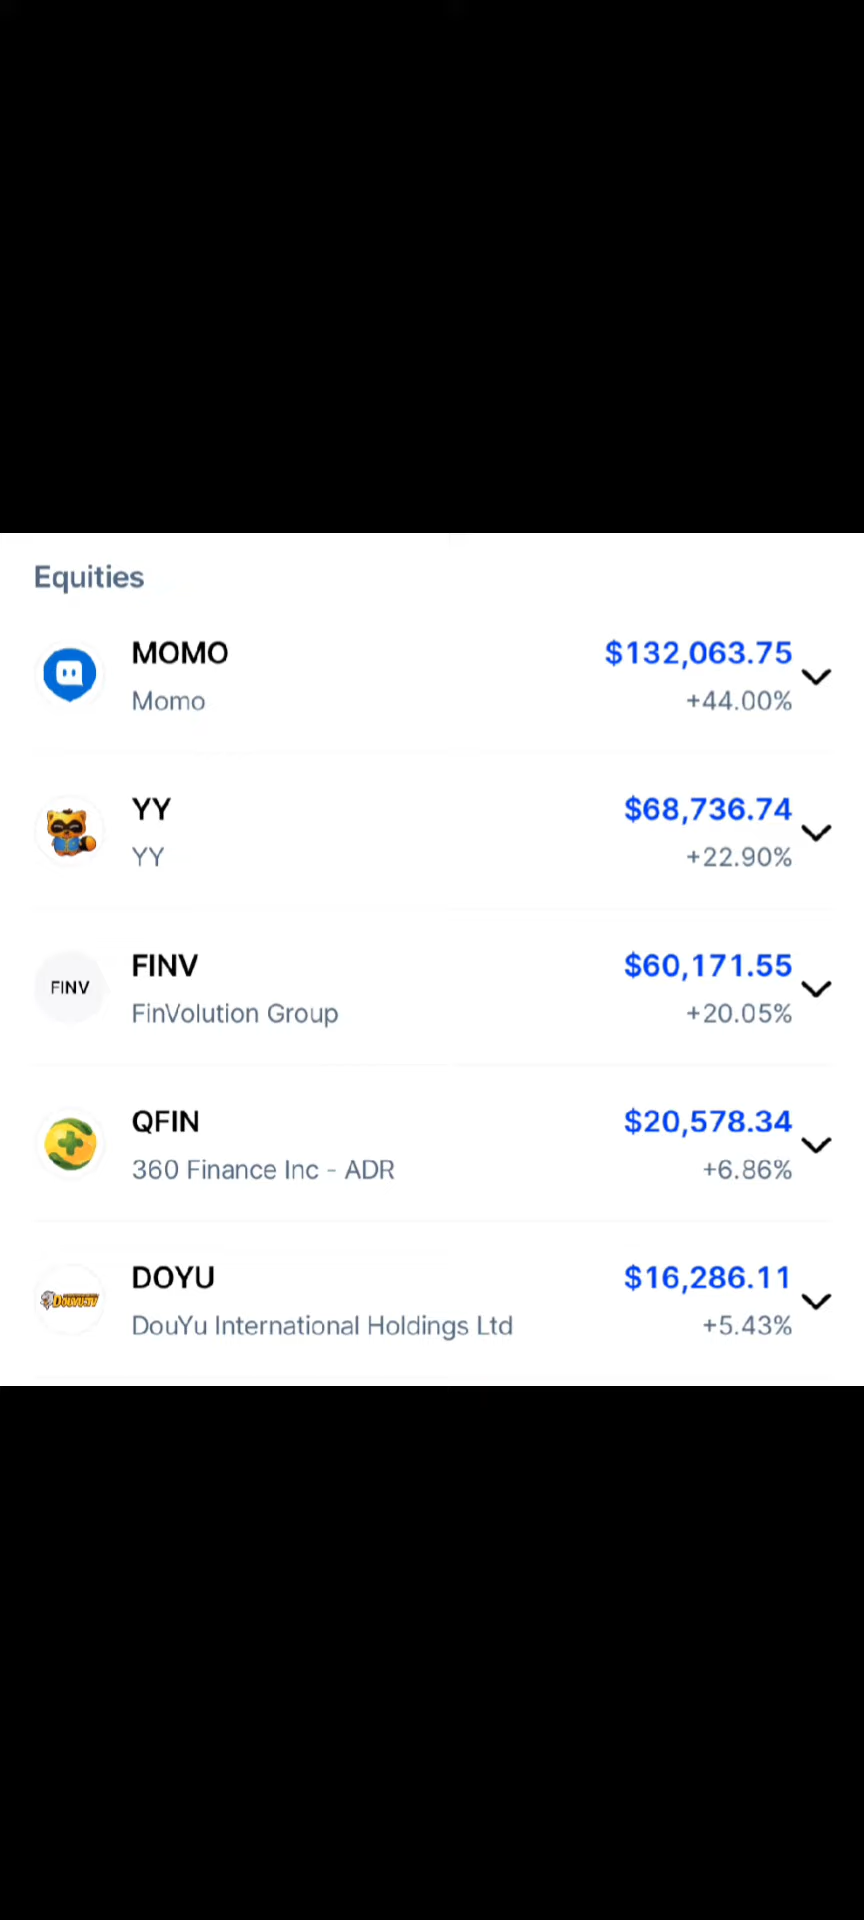 Equities
MOMO
$132,063.75
Momo
+44.00%
YY
$68,736.74
YY
+22.90%
FINV
FINV
$60,171.55
FinVolution Group
+20.05%
QFIN
$20,578.34
360 Finance Inc - ADR
+6.86%
DOYU
$16,286.11
DouYu International Holdings Ltd
+5.43%